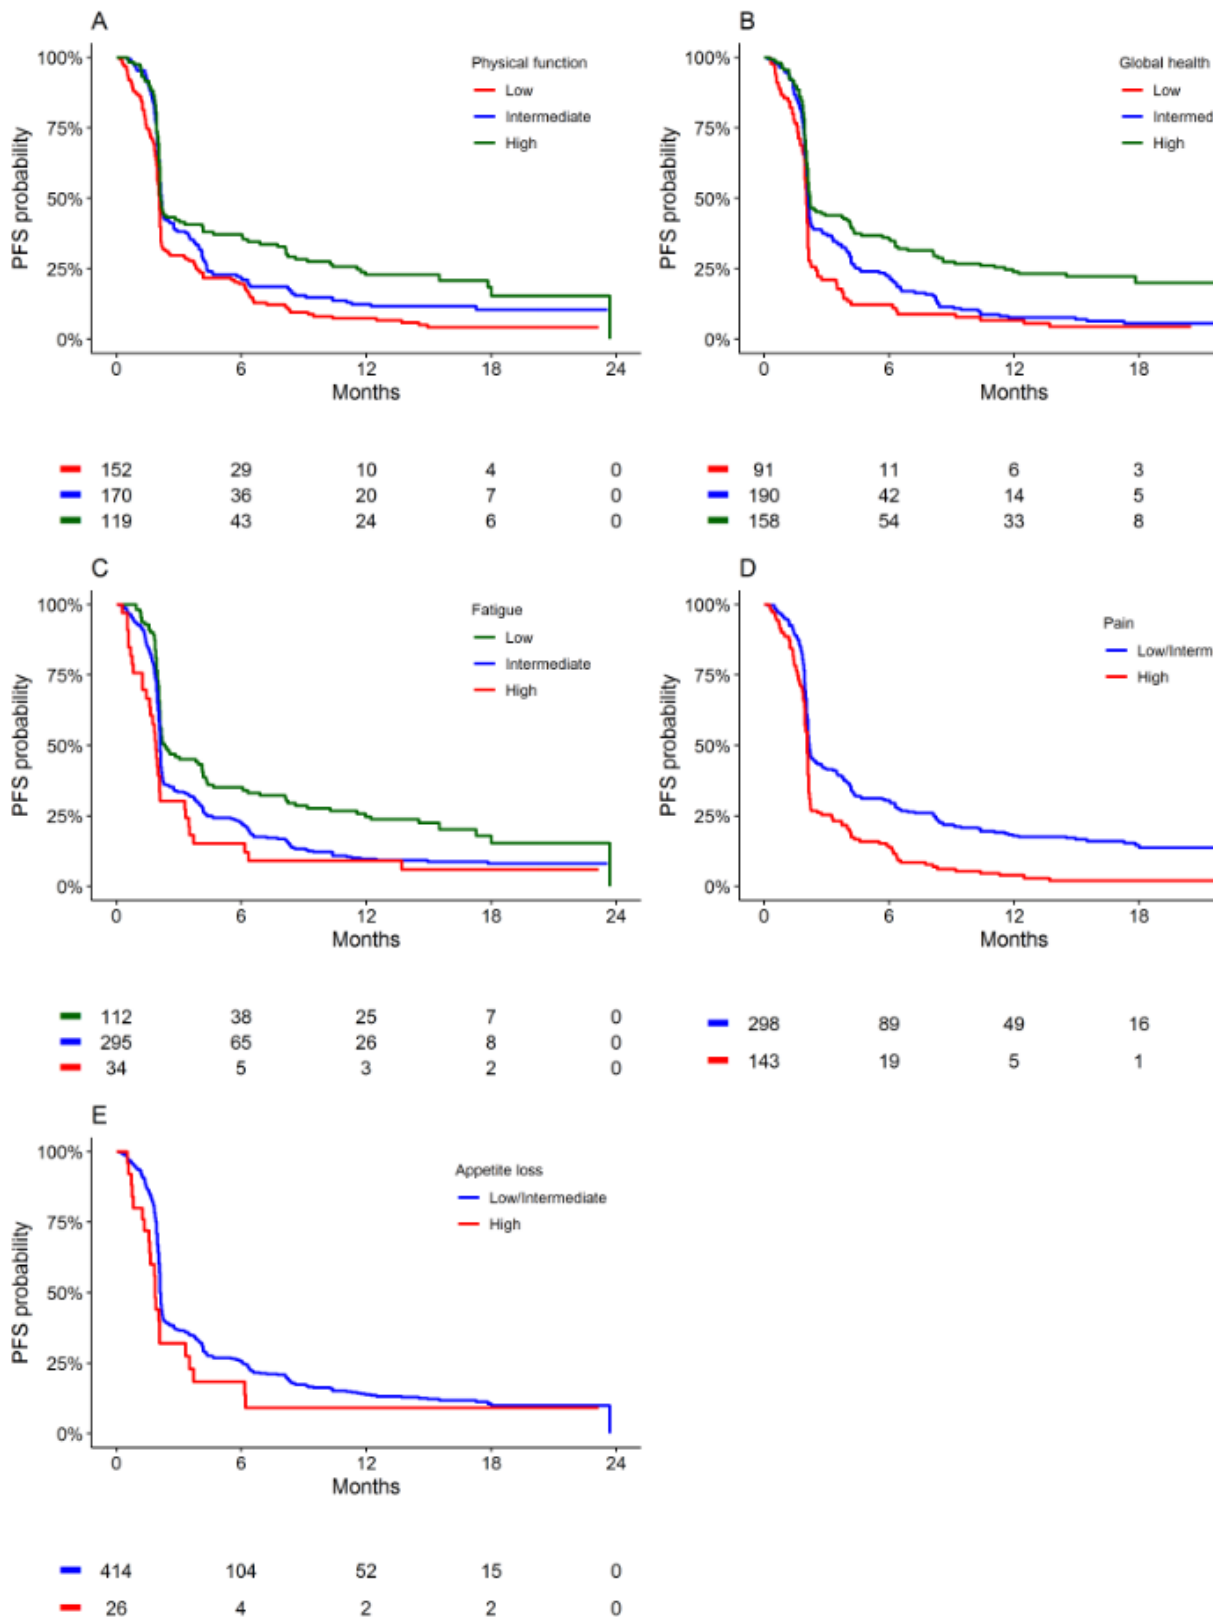 A
100%
75%
50%
25%
0%
PFS probability
Physical function
Low
Intermediate
High
0 6 12 18 24
Months
152 29 10 4 0
170 36 20 7 0
119 43 24 6 0
B
100%
75%
50%
25%
0%
PFS probability
Global health
Low
Intermed
High
0 6 12 18
Months
91 11 6 3
190 42 14 5
158 54 33 8
C
100%
75%
50%
25%
0%
PFS probability
Fatigue
Low
Intermediate
High
0 6 12 18 24
Months
112 38 25 7 0
295 65 26 8 0
34 5 3 2 0
D
100%
75%
50%
25%
0%
PFS probability
Pain
Low/Interm
High
0 6 12 18
Months
298 89 49 16
143 19 5 1
E
100%
75%
50%
25%
0%
PFS probability
Appetite loss
Low/Intermediate
High
0 6 12 18 24
Months
414 104 52 15 0
26 4 2 2 0